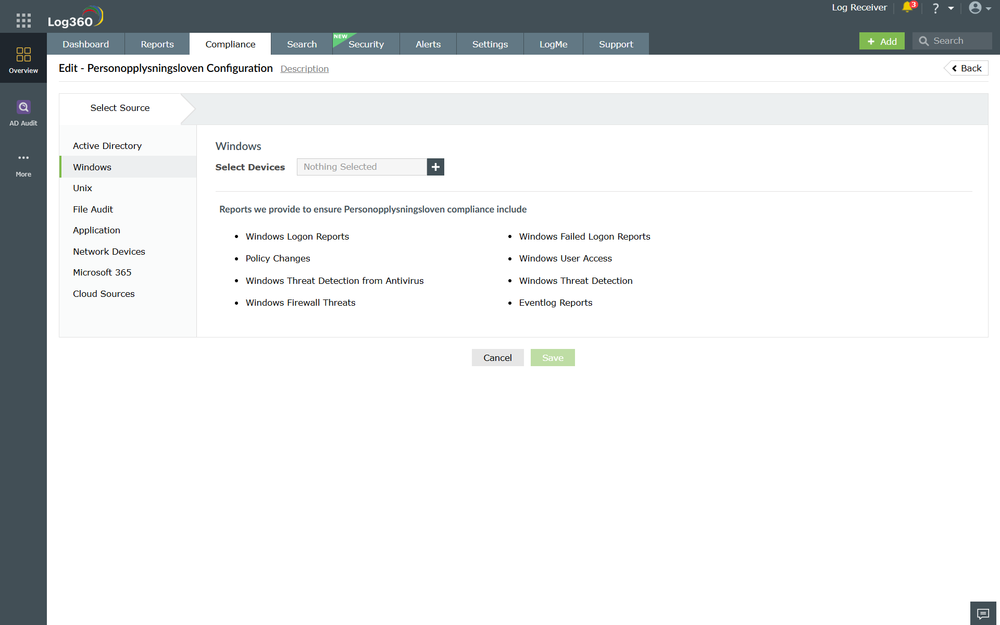 Log360
Log Receiver
3
?
Dashboard
Reports
Compliance
Search
NEW
Security
Alerts
Settings
LogMe
Support
+ Add
Search
Overview
AD Audit
More
Edit - Personopplysningsloven Configuration
Description
Back
Select Source
Active Directory
Windows
Unix
File Audit
Application
Network Devices
Microsoft 365
Cloud Sources
Windows
Select Devices
Nothing Selected
Reports we provide to ensure Personopplysningsloven compliance include
Windows Logon Reports
Windows Failed Logon Reports
Policy Changes
Windows User Access
Windows Threat Detection from Antivirus
Windows Threat Detection
Windows Firewall Threats
Eventlog Reports
Cancel
Save